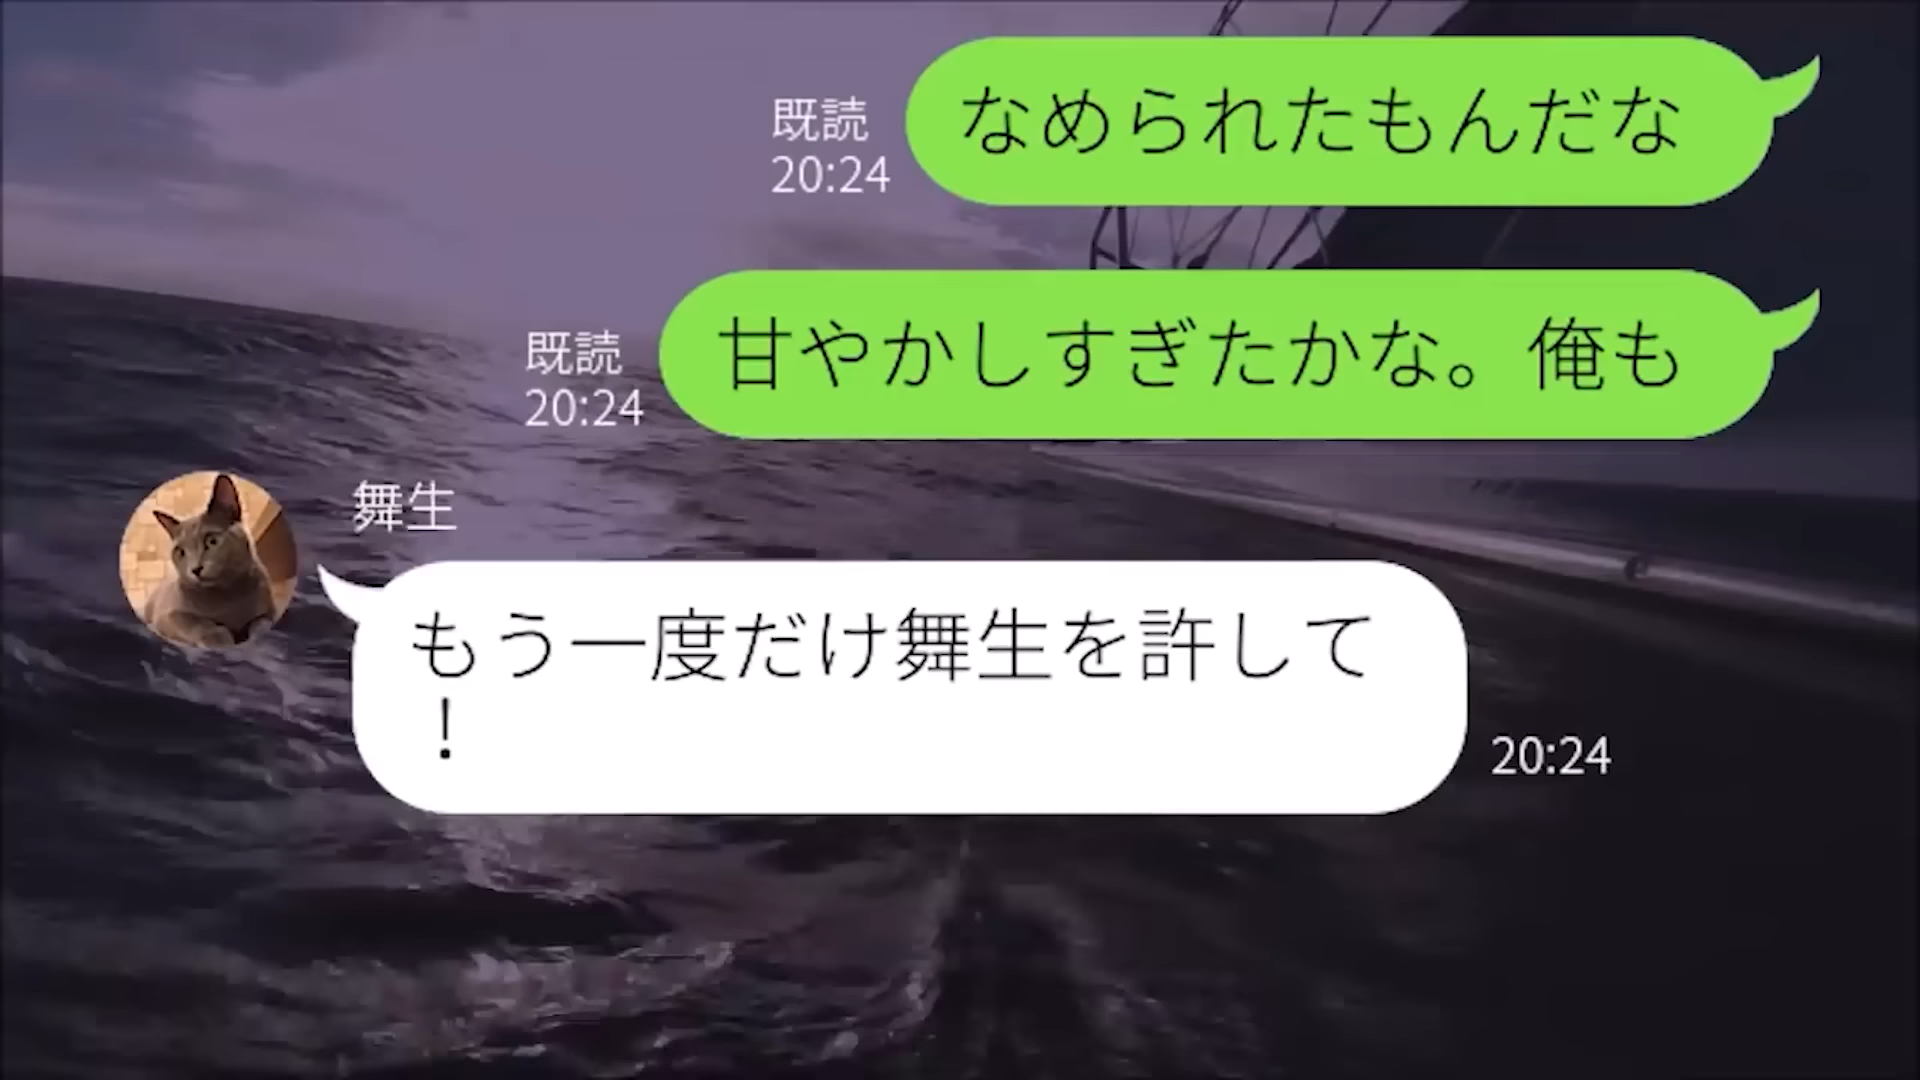 なめられたもんだな
既読
20:24
甘やかしすぎたかな。俺も
既読
20:24
舞生
もう一度だけ舞生を許して
！
20:24